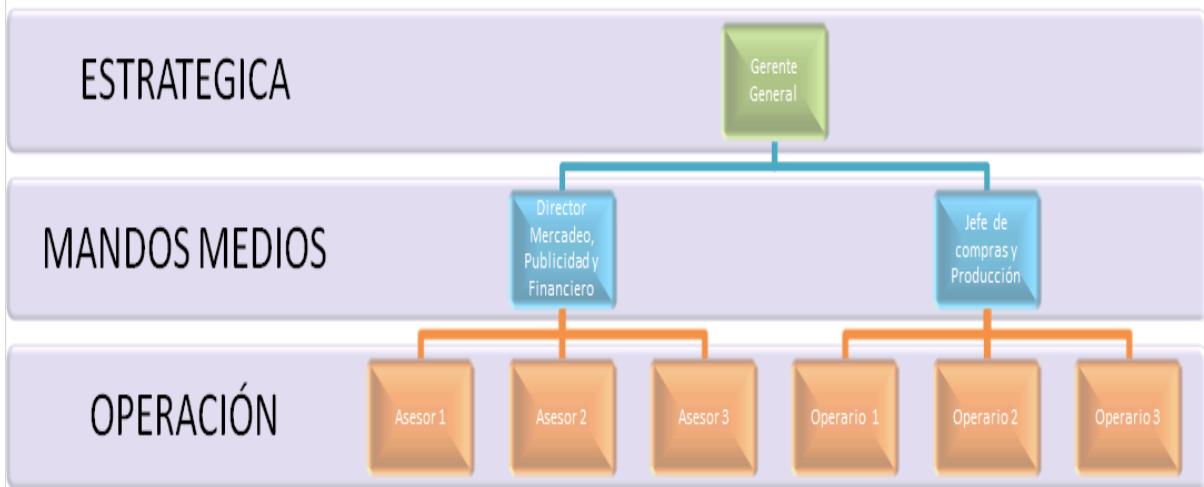 ESTRATEGICA
Gerente
General
MANDOS MEDIOS
Director
Mercadeo,
Publicidad y
Financiero
Jefe de
compras y
Producción
OPERACIÓN
Asesor 1
Asesor 2
Asesor 3
Operario 1
Operario 2
Operario 3